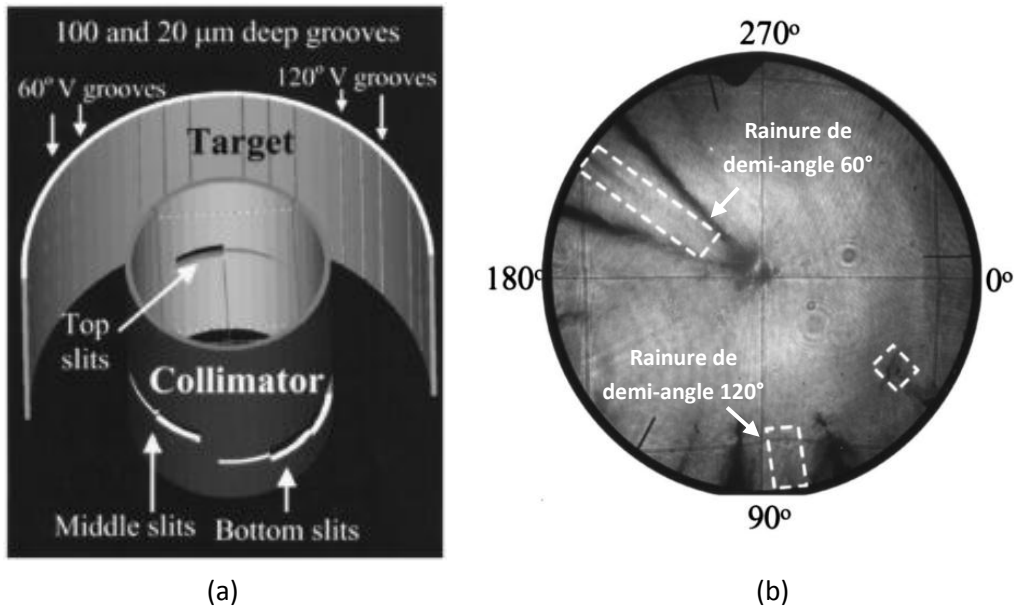 100 and 20 µm deep grooves
60° V grooves
120° V grooves
Target
Top
slits
Collimator
Middle slits
Bottom slits
(a)
270°
Rainure de
demi-angle 60°
180°
0°
Rainure de
demi-angle 120°
90°
(b)